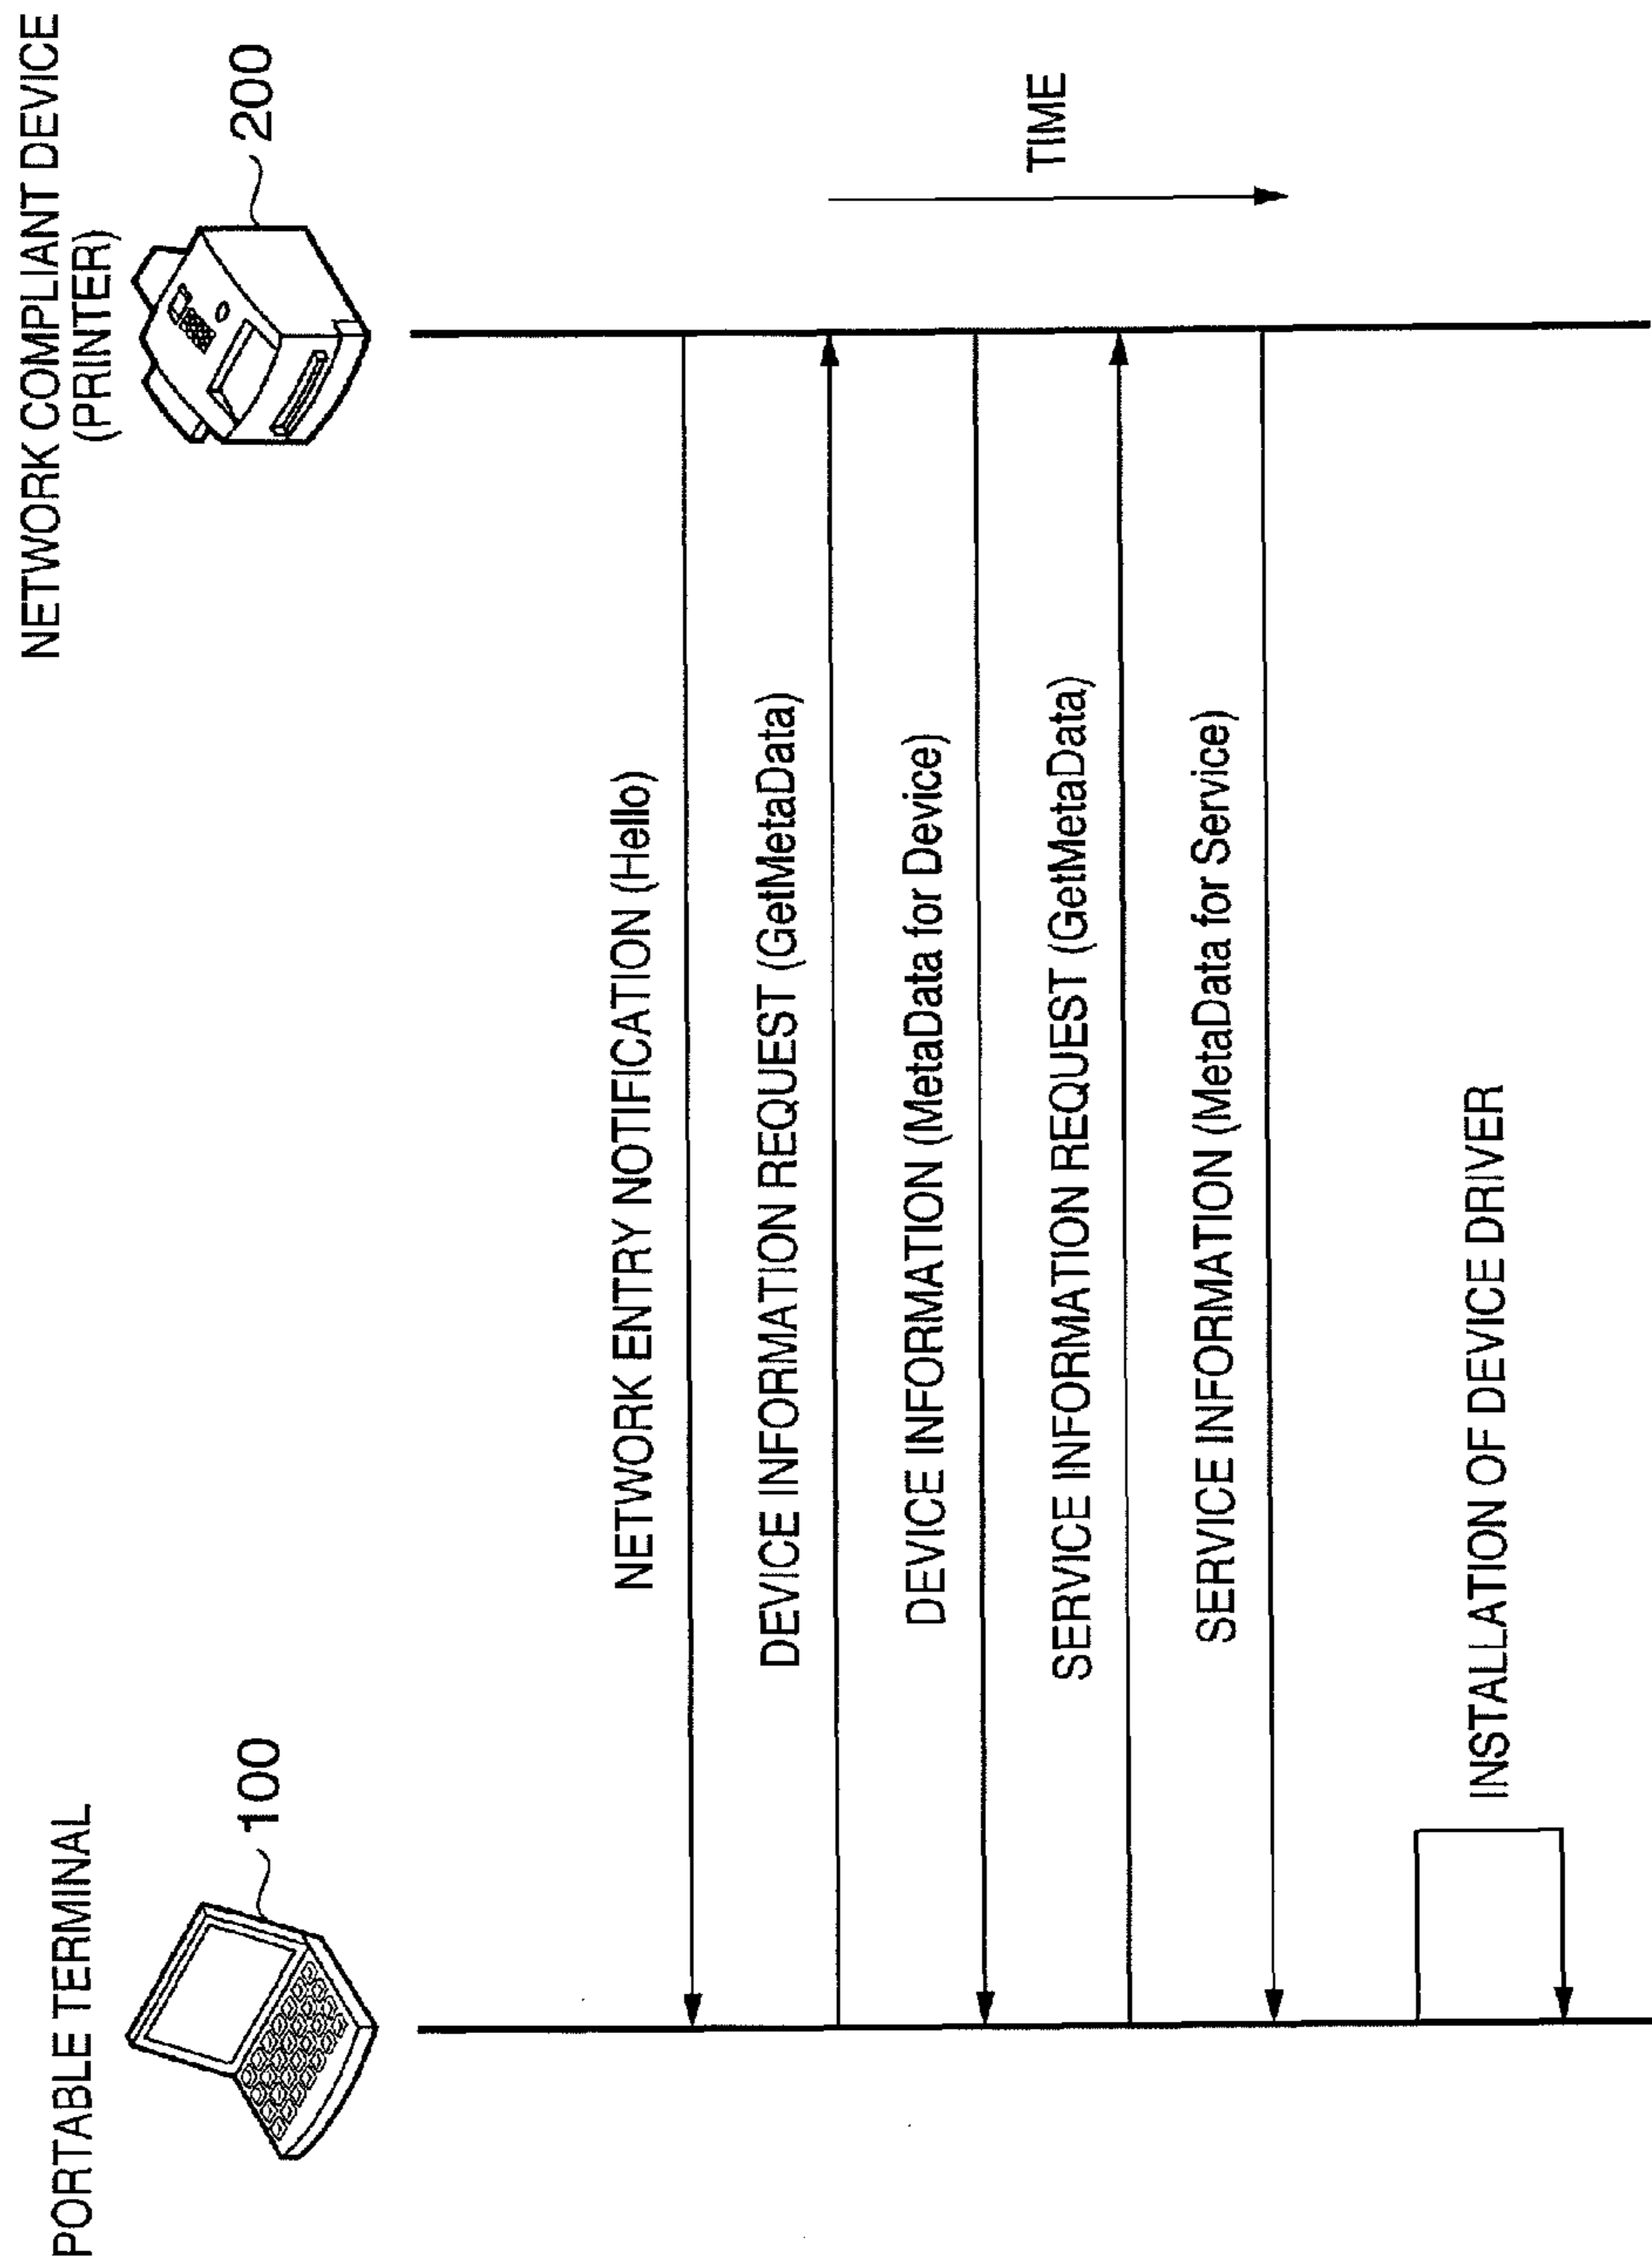 PORTABLE TERMINAL
100
NETWORK COMPLIANT DEVICE
(PRINTER)
200
TIME
NETWORK ENTRY NOTIFICATION (Hello)
DEVICE INFORMATION REQUEST (GetMetaData)
DEVICE INFORMATION (MetaData for Device)
SERVICE INFORMATION REQUEST (GetMetaData)
SERVICE INFORMATION (MetaData for Service)
INSTALLATION OF DEVICE DRIVER